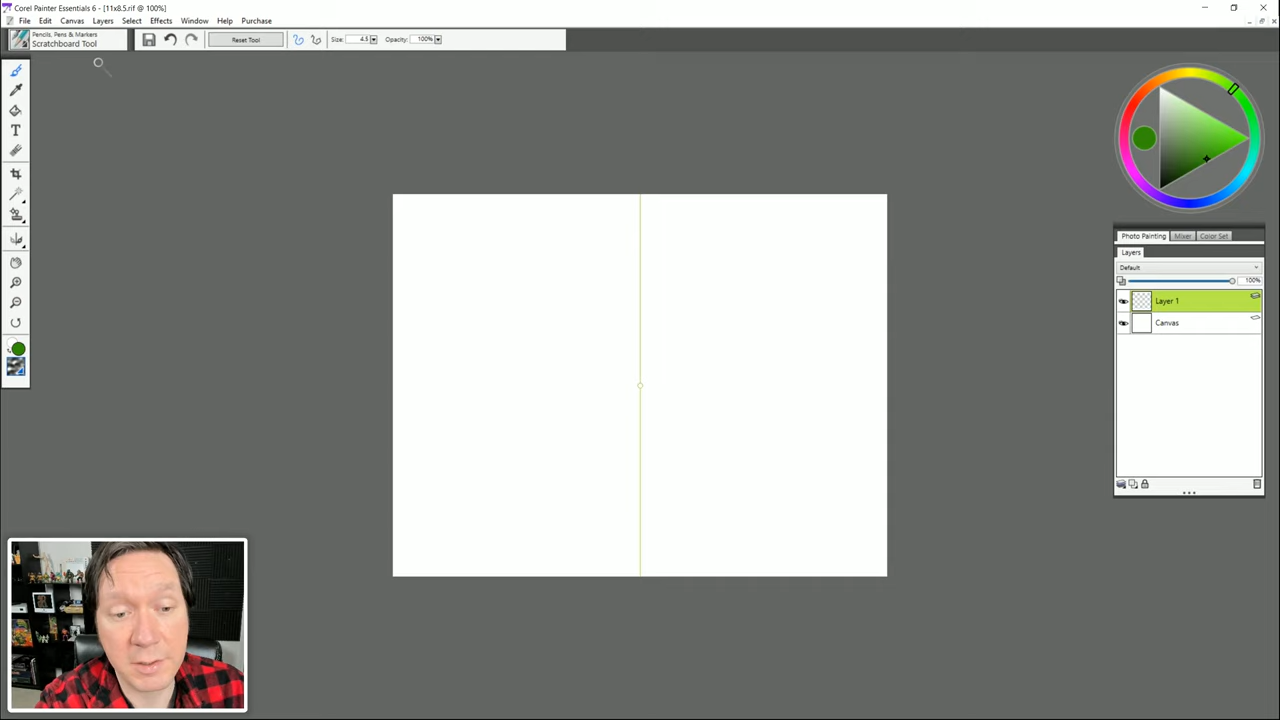 Corel Painter Essentials 6 - [11x8.5.rif @ 100%]
File Edit Canvas Layers Select Effects Window Help Purchase
Pencils, Pens & Markers
Scratchboard Tool
Reset Tool
Size: 4.5
Opacity: 100%
T
Photo Painting Mixer Color Set
Layers
Default
100%
Layer 1
Canvas